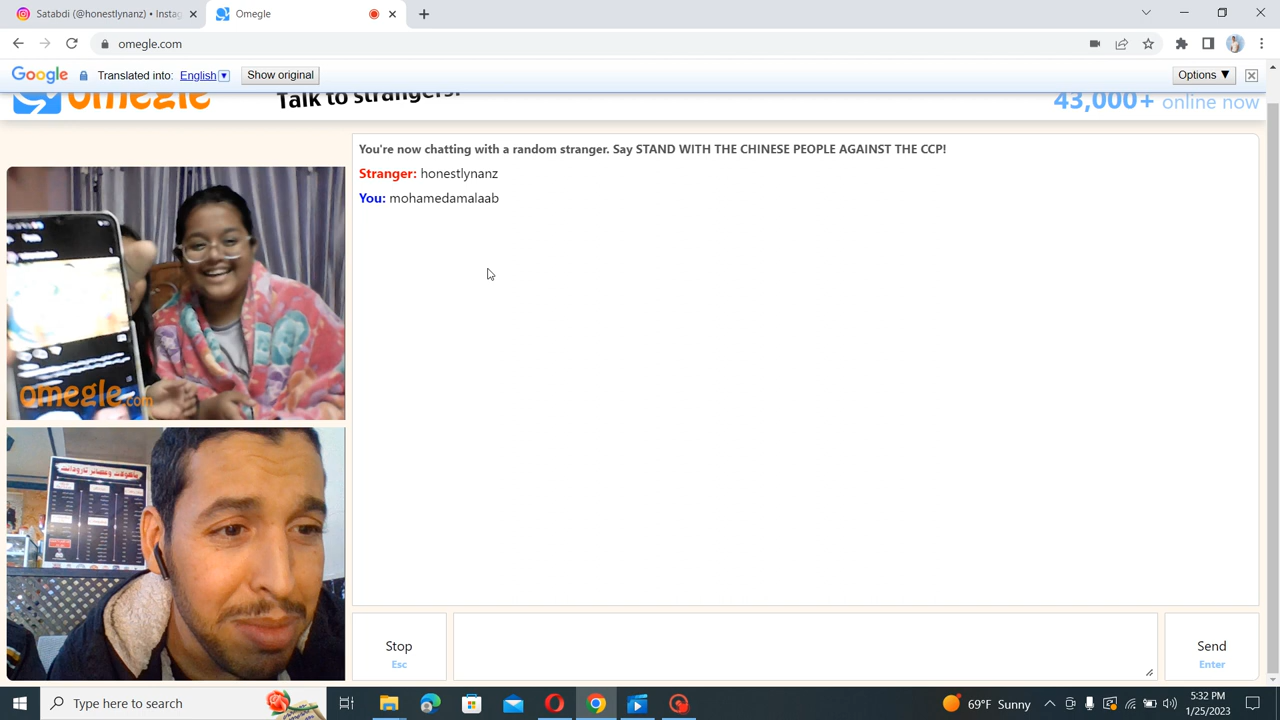 Satabdi (@honestlynanz) • Instag
Omegle
omegle.com
Google Translated into: English Show original Options ▼
omegle Talk to strangers! 43,000+ online now
You're now chatting with a random stranger. Say STAND WITH THE CHINESE PEOPLE AGAINST THE CCP!
Stranger: honestlynanz
You: mohamedamalaab
omegle.com
مأكولات وعصائر
Stop
Esc
Send
Enter
Type here to search
69°F Sunny
5:32 PM
1/25/2023